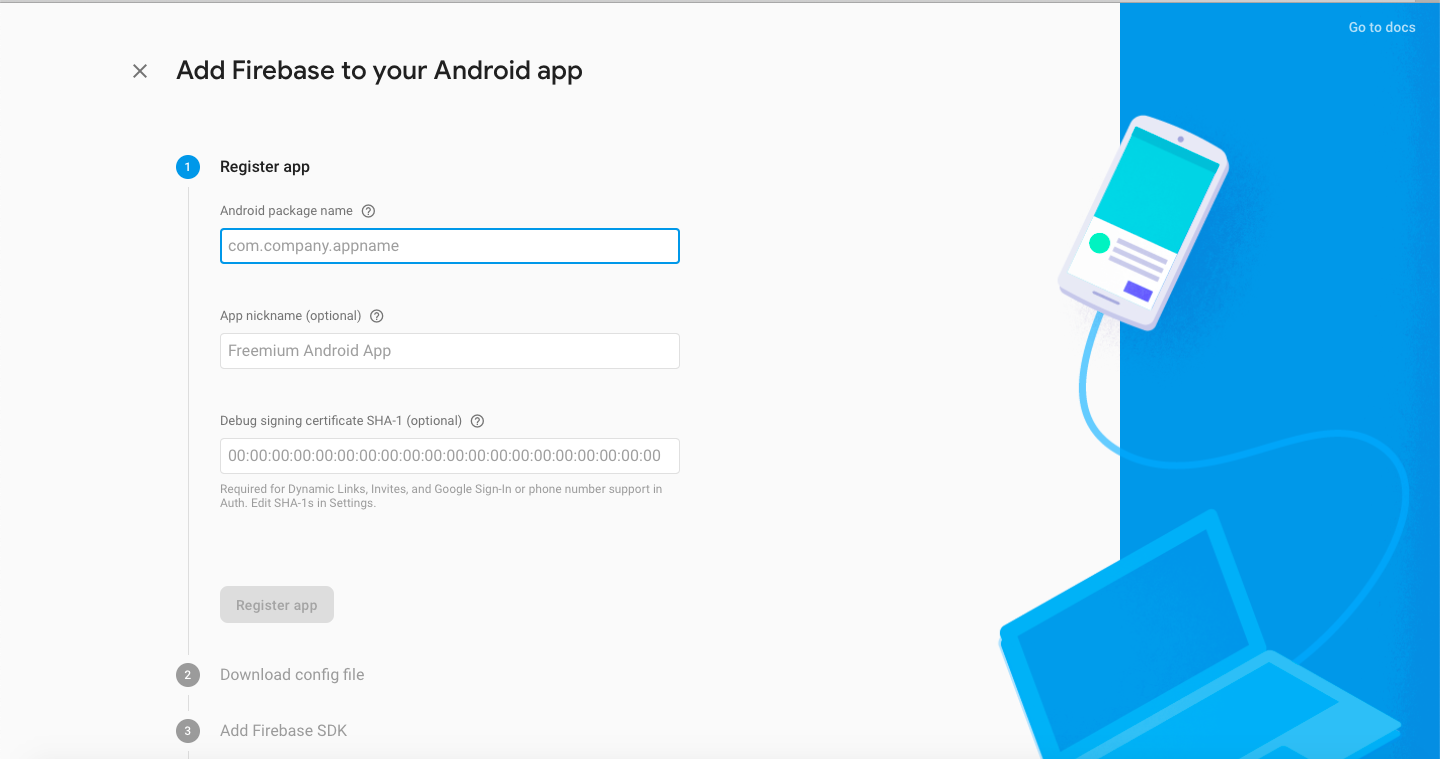 Go to docs
Add Firebase to your Android app
1 Register app
Android package name ?
com.company.appname
App nickname (optional) ?
Freemium Android App
Debug signing certificate SHA-1 (optional) ?
00:00:00:00:00:00:00:00:00:00:00:00:00:00:00:00:00:00:00:00
Required for Dynamic Links, Invites, and Google Sign-In or phone number support in
Auth. Edit SHA-1s in Settings.
Register app
2 Download config file
3 Add Firebase SDK